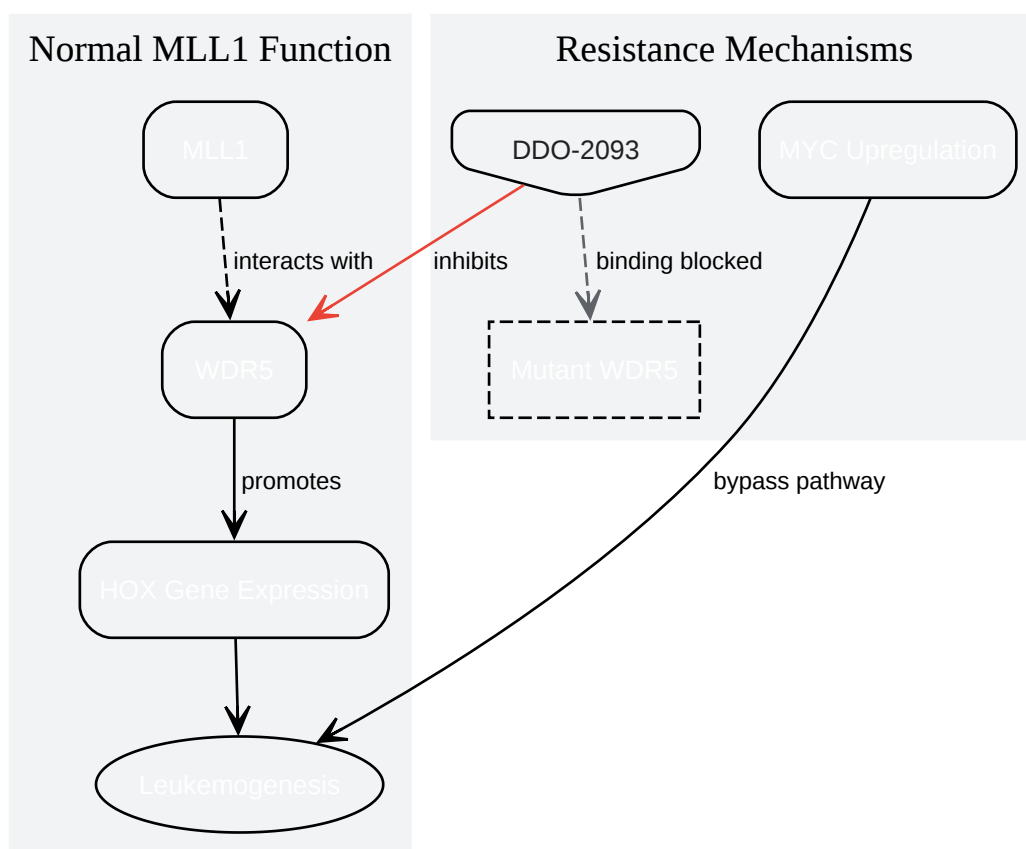 Normal MLL1 Function
Resistance Mechanisms
MLL1
DDO-2093
MYC Upregulation
interacts with
inhibits
binding blocked
WDR5
Mutant WDR5
promotes
bypass pathway
HOX Gene Expression
Leukemogenesis